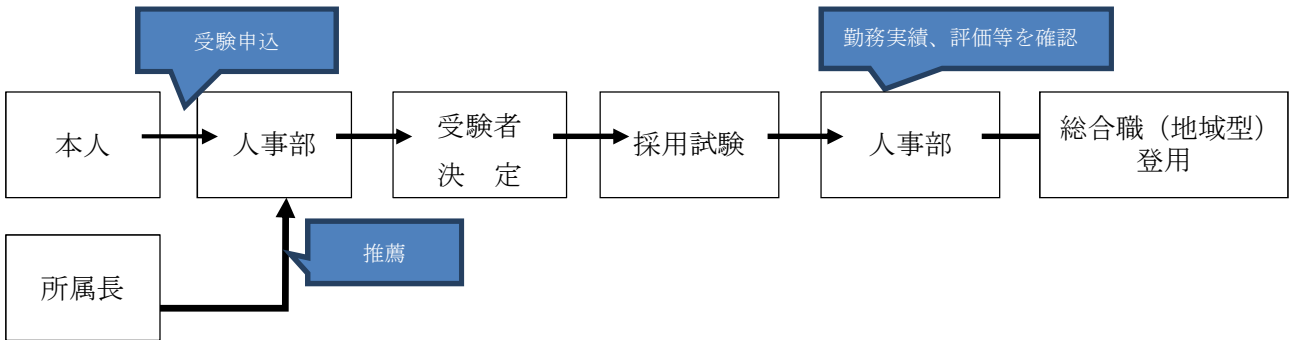 受験申込
勤務実績、評価等を確認
本人
人事部
受験者
決　定
採用試験
人事部
総合職（地域型）
登用
推薦
所属長